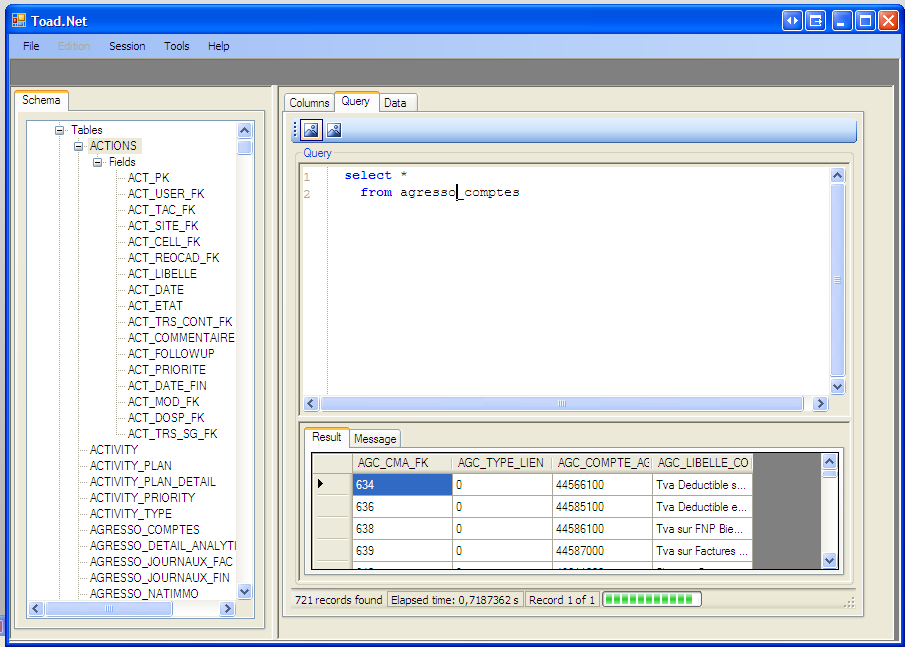 Toad.Net
File Edition Session Tools Help
Schema
Tables
ACTIONS
Fields
ACT_PK
ACT_USER_FK
ACT_TAC_FK
ACT_SITE_FK
ACT_CELL_FK
ACT_REOCAD_FK
ACT_LIBELLE
ACT_DATE
ACT_ETAT
ACT_TRS_CONT_FK
ACT_COMMENTAIRE
ACT_FOLLOWUP
ACT_PRIORITE
ACT_DATE_FIN
ACT_MOD_FK
ACT_DOSP_FK
ACT_TRS_SG_FK
ACTIVITY
ACTIVITY_PLAN
ACTIVITY_PLAN_DETAIL
ACTIVITY_PRIORITY
ACTIVITY_TYPE
AGRESSO_COMPTES
AGRESSO_DETAIL_ANALYTI
AGRESSO_JOURNAUX_FAC
AGRESSO_JOURNAUX_FIN
AGRESSO_NATIMMO
Columns Query Data
Query
1 select *
2 from agresso_comptes
Result Message
AGC_CMA_FK AGC_TYPE_LIEN AGC_COMPTE_AG AGC_LIBELLE_CO
634 0 44566100 Tva Deductible s...
636 0 44586100 Tva Deductible e...
638 0 44585100 Tva sur FNP Bie...
639 0 44587000 Tva sur Factures ...
721 records found Elapsed time: 0,7187362 s Record 1 of 1